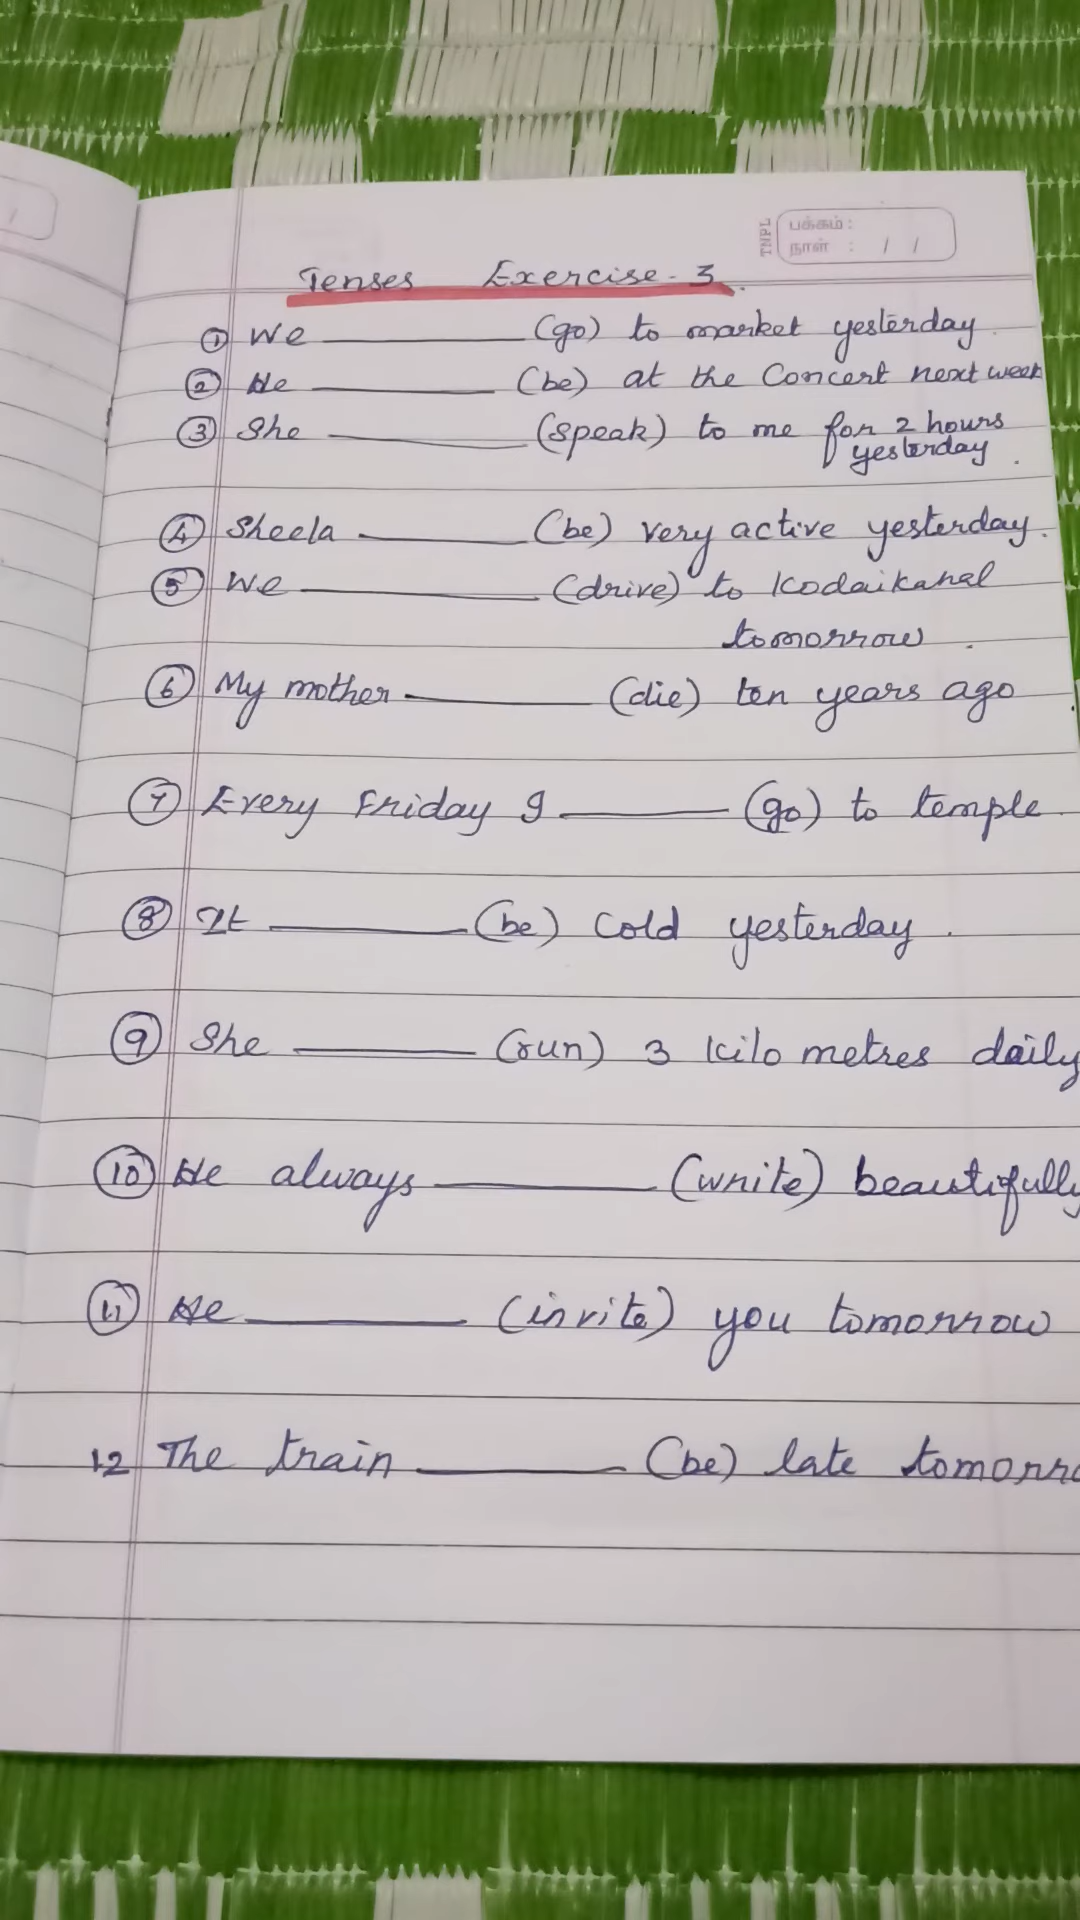 TNPL
பக்கம் :
நாள் : / /
Tenses Exercise - 3.
① We ________ (go) to market yesterday.
② He ________ (be) at the Concert next week
③ She ________ (speak) to me for 2 hours
yesterday.
④ Sheela ________ (be) very active yesterday.
⑤ We ________ (drive) to Kodaikanal
tomorrow.
⑥ My mother ________ (die) ten years ago
⑦ Every Friday I ________ (go) to temple
⑧ It ________ (be) cold yesterday.
⑨ She ________ (run) 3 kilo metres daily
⑩ He always ________ (write) beautifully
⑪ He ________ (invite) you tomorrow
12 The train ________ (be) late tomorro